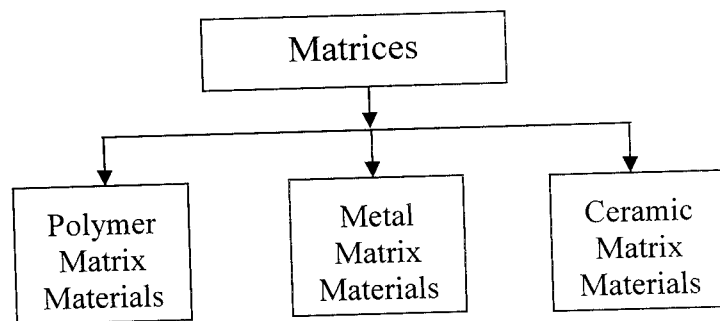 Matrices
Polymer
Matrix
Materials
Metal
Matrix
Materials
Ceramic
Matrix
Materials